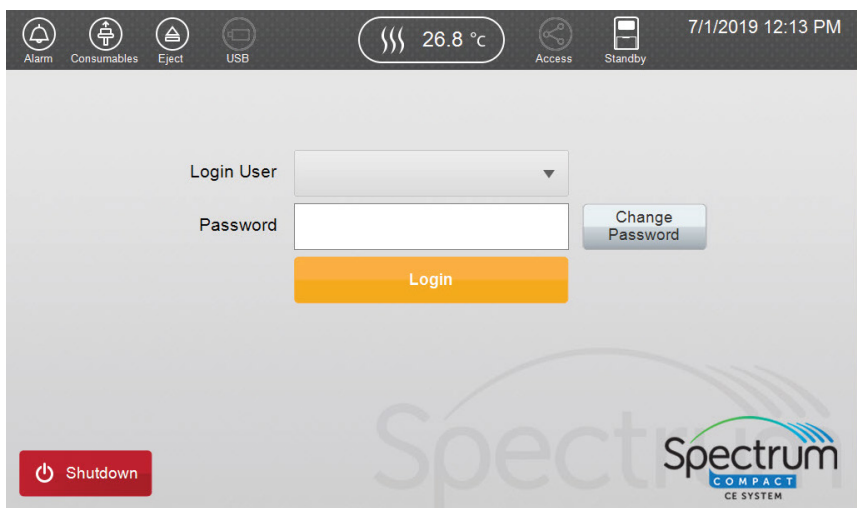 Alarm Consumables Eject USB 26.8 °c Access Standby 7/1/2019 12:13 PM
Login User
Password
Change
Password
Login
Spectrum
Shutdown
Spectrum
COMPACT
CE SYSTEM